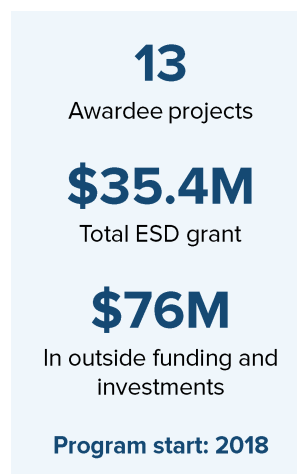 13
Awardee projects
$35.4M
Total ESD grant
$76M
In outside funding and
investments
Program start: 2018